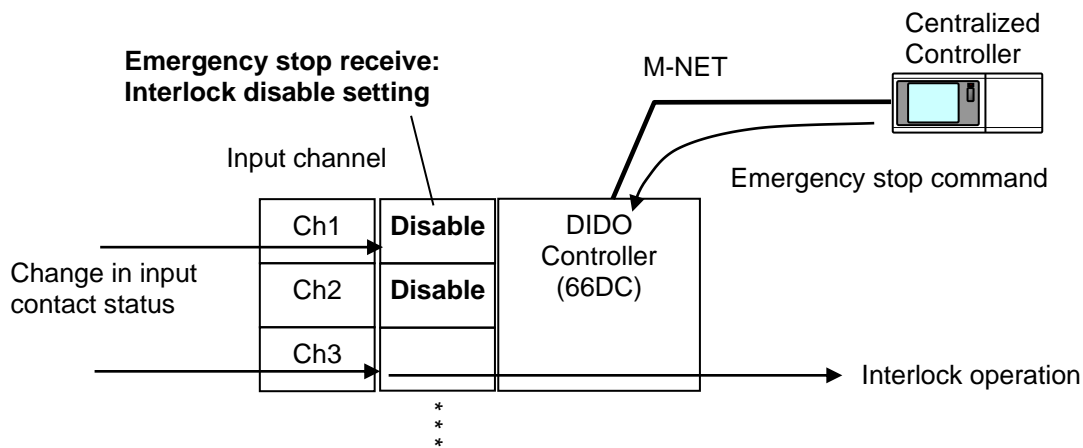 Centralized
Controller
Emergency stop receive:
Interlock disable setting
M-NET
Input channel
Emergency stop command
Ch1
Disable
DIDO
Controller
(66DC)
Change in input
contact status
Ch2
Disable
Ch3
Interlock operation
*
*
*